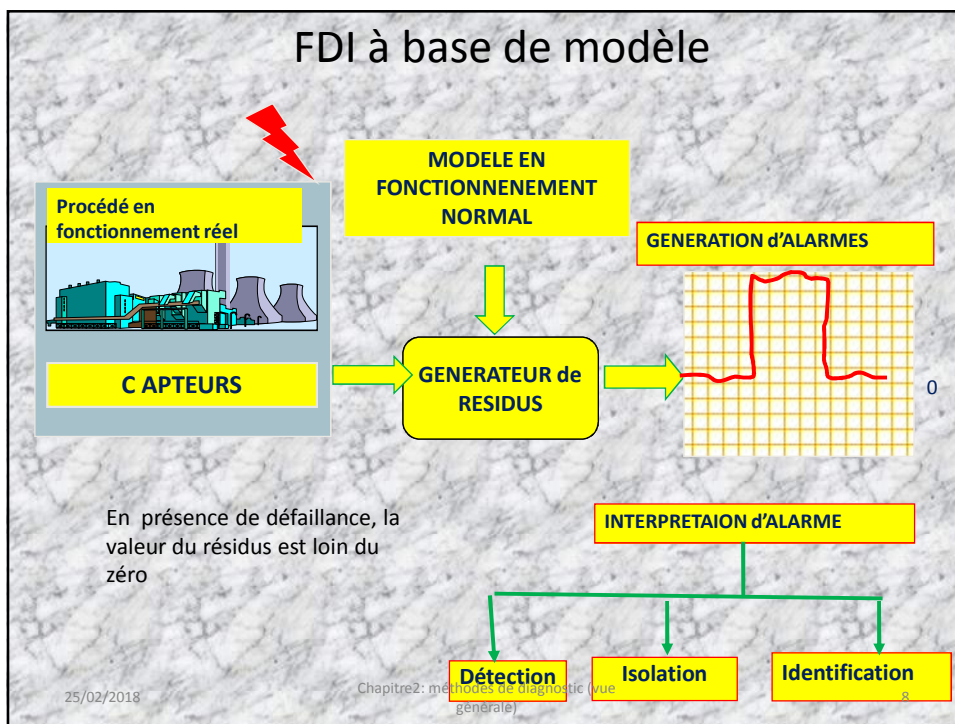 FDI à base de modèle
MODELE EN
FONCTIONNENEMENT
NORMAL
Procédé en
fonctionnement réel
GENERATION d'ALARMES
C APTEURS
GENERATEUR de
RESIDUS
0
En présence de défaillance, la
valeur du résidus est loin du
zéro
INTERPRETAION d'ALARME
Détection
Isolation
Identification
25/02/2018
Chapitre2: méthodes de diagnostic (vue
générale)
8